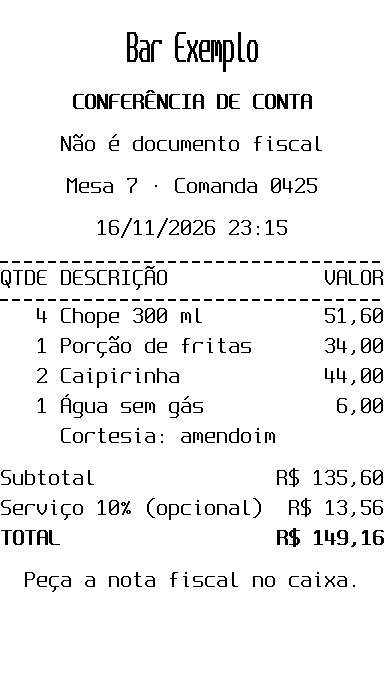 Bar Exemplo
CONFERÊNCIA DE CONTA
Não é documento fiscal
Mesa 7 · Comanda 0425
16/11/2026 23:15
QTDE DESCRIÇÃO VALOR
4 Chope 300 ml 51,60
1 Porção de fritas 34,00
2 Caipirinha 44,00
1 Água sem gás 6,00
Cortesia: amendoim
Subtotal R$ 135,60
Serviço 10% (opcional) R$ 13,56
TOTAL R$ 149,16
Peça a nota fiscal no caixa.